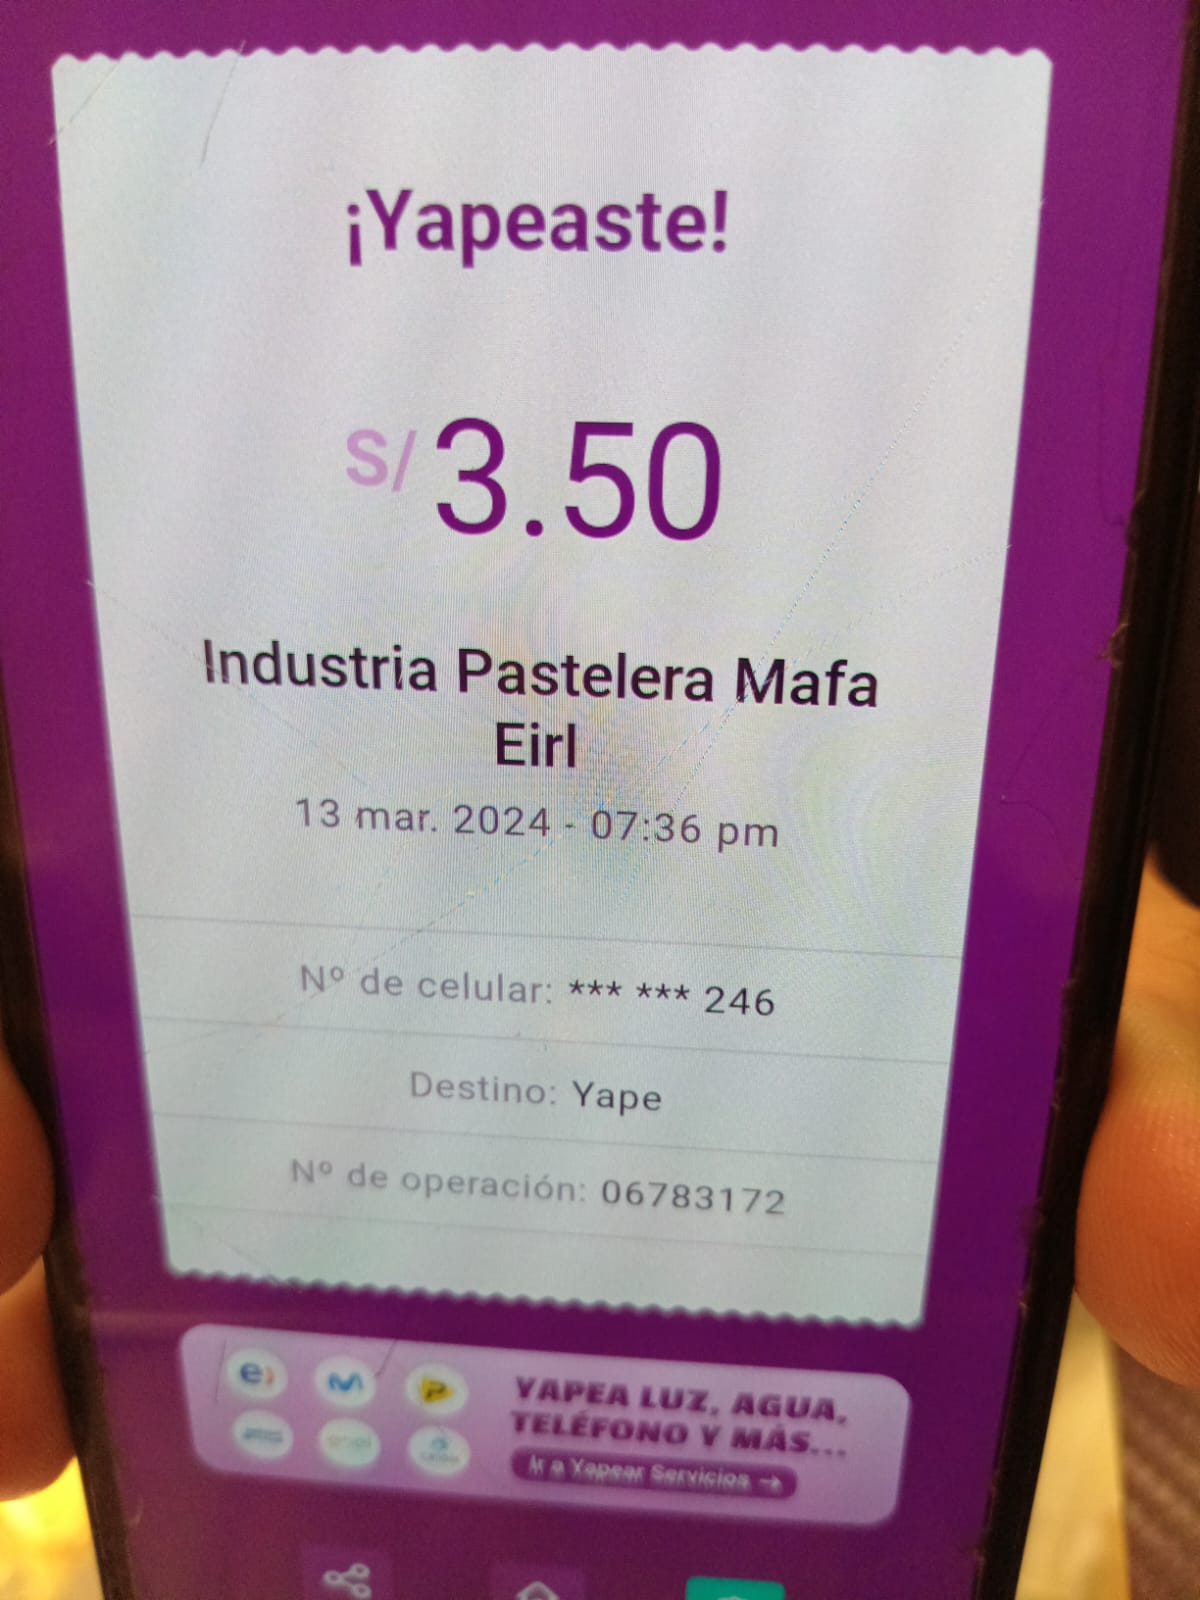 ¡Yapeaste!
S/ 3.50
Industria Pastelera Mafa
Eirl
13 mar. 2024 - 07:36 pm
Nº de celular: *** *** 246
Destino: Yape
Nº de operación: 06783172
YAPEA LUZ, AGUA,
TELÉFONO Y MÁS...
Ir a Yapear Servicios →